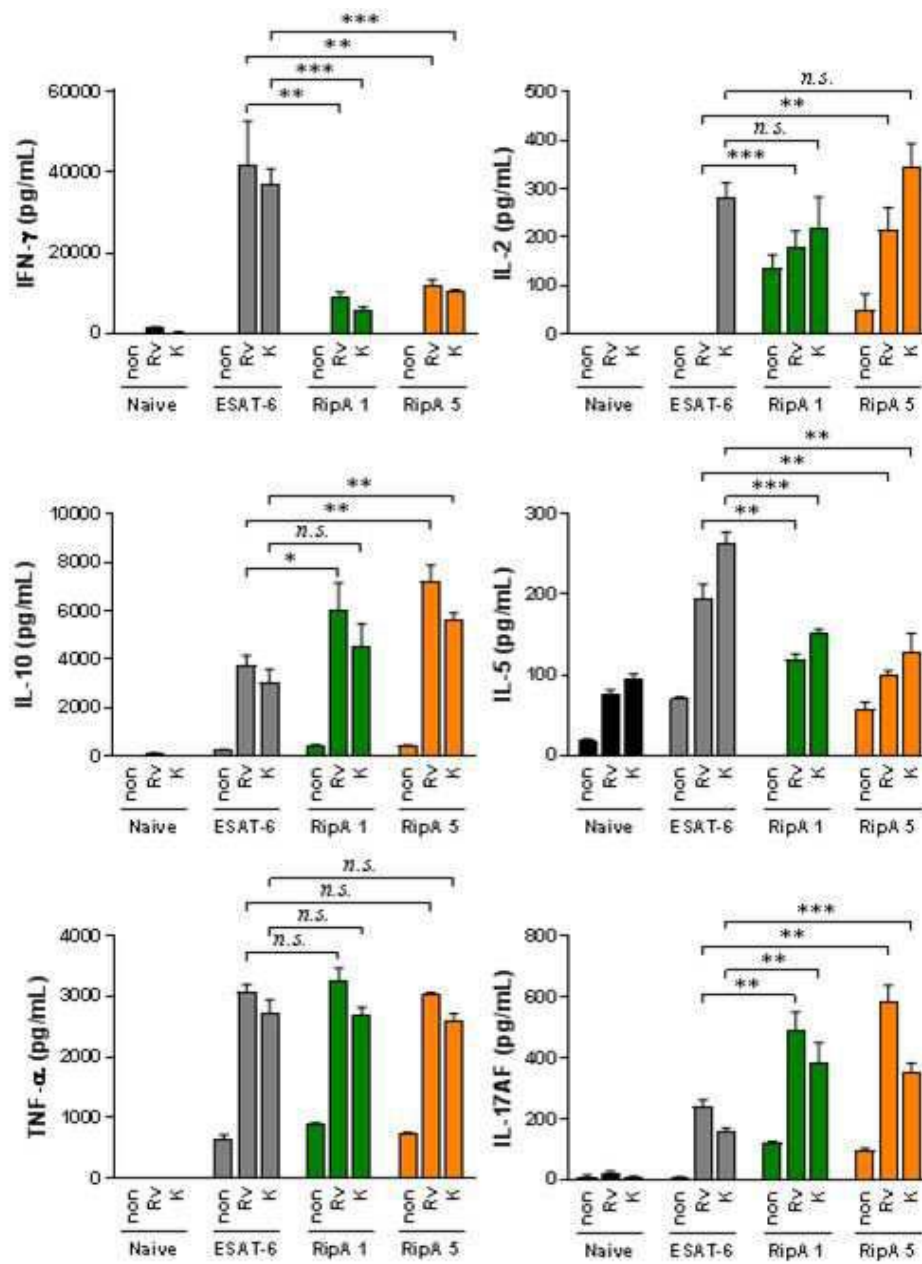 ***
**
***
**
60000
40000
20000
0
IFN-γ (pg/mL)
non Rv K non Rv K non Rv K non Rv K
Naive ESAT-6 RipA 1 RipA 5
n.s.
**
n.s.
***
500
400
300
200
100
0
IL-2 (pg/mL)
non Rv K non Rv K non Rv K non Rv K
Naive ESAT-6 RipA 1 RipA 5
**
**
n.s.
*
10000
8000
6000
4000
2000
0
IL-10 (pg/mL)
non Rv K non Rv K non Rv K non Rv K
Naive ESAT-6 RipA 1 RipA 5
**
**
***
**
300
200
100
0
IL-5 (pg/mL)
non Rv K non Rv K non Rv K non Rv K
Naive ESAT-6 RipA 1 RipA 5
n.s.
n.s.
n.s.
n.s.
4000
3000
2000
1000
0
TNF-α (pg/mL)
non Rv K non Rv K non Rv K non Rv K
Naive ESAT-6 RipA 1 RipA 5
***
**
**
**
800
600
400
200
0
IL-17AF (pg/mL)
non Rv K non Rv K non Rv K non Rv K
Naive ESAT-6 RipA 1 RipA 5